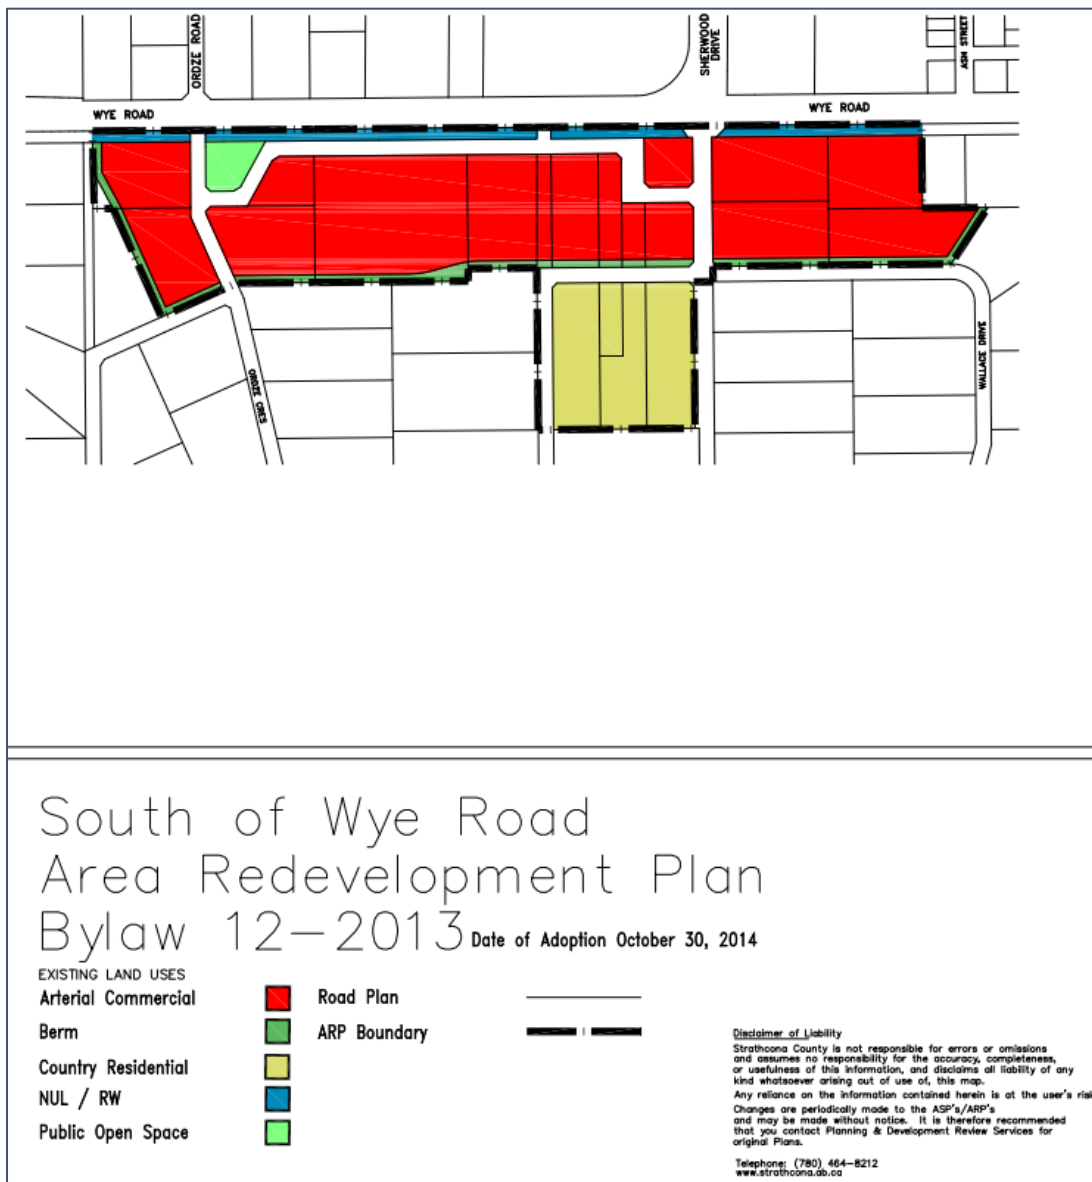 ORDZE ROAD
SHERWOOD
DRIVE
ASH STREET
WYE ROAD
WYE ROAD
ORDZE CRES
WALLACE DRIVE
South of Wye Road
Area Redevelopment Plan
Bylaw 12-2013 Date of Adoption October 30, 2014
EXISTING LAND USES
Arterial Commercial
Road Plan
Berm
ARP Boundary
Country Residential
NUL / RW
Public Open Space
Disclaimer of Liability
Strathcona County is not responsible for errors or omissions
and assumes no responsibility for the accuracy, completeness,
or usefulness of this information, and disclaims all liability of any
kind whatsoever arising out of use of, this map.
Any reliance on the information contained herein is at the user's risk
Changes are periodically made to the ASP's/ARP's
and may be made without notice. It is therefore recommended
that you contact Planning & Development Review Services for
original Plans.
Telephone: (780) 464-8212
www.strathcona.ab.ca